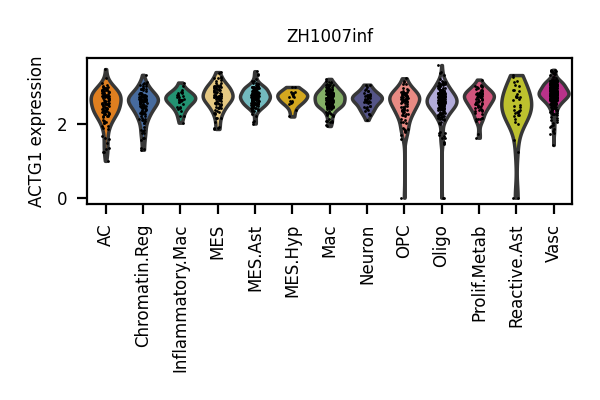 ZH1007inf
ACTG1 expression
2
0
AC
Chromatin.Reg
Inflammatory.Mac
MES
MES.Ast
MES.Hyp
Mac
Neuron
OPC
Oligo
Prolif.Metab
Reactive.Ast
Vasc